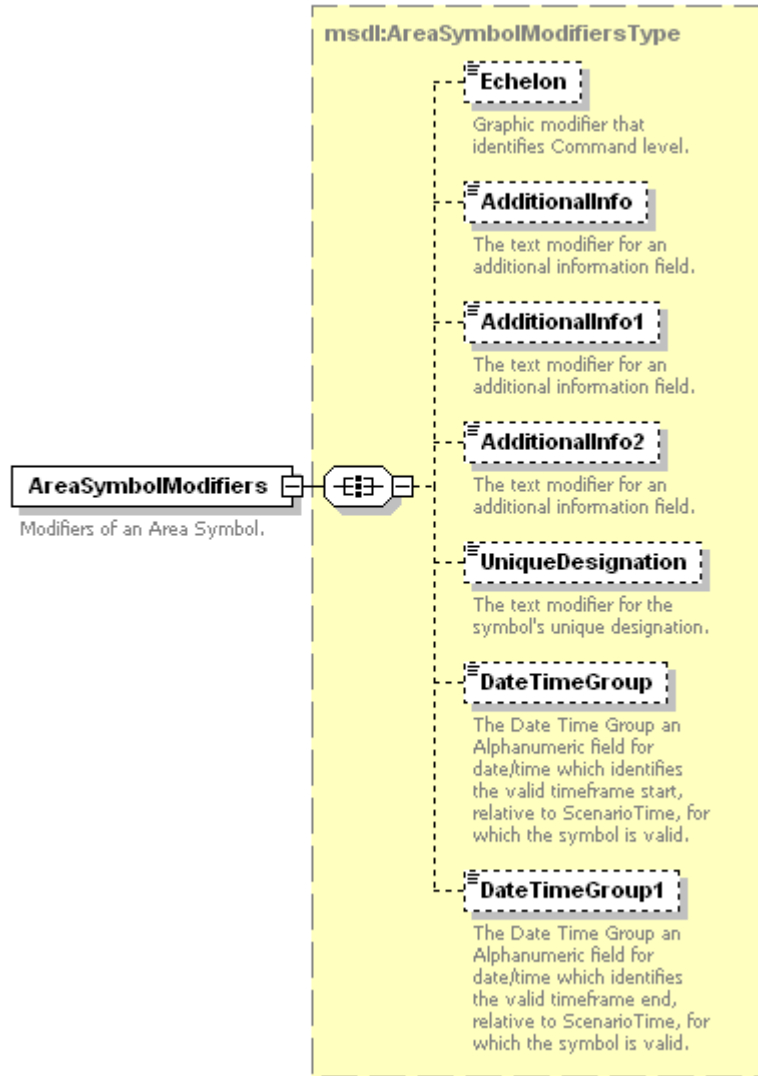 msdl:AreaSymbolModifiersType
Echelon
Graphic modifier that
identifies Command level.
AdditionalInfo
The text modifier for an
additional information field.
AdditionalInfo1
The text modifier for an
additional information field.
AdditionalInfo2
The text modifier for an
additional information field.
AreaSymbolModifiers
Modifiers of an Area Symbol.
UniqueDesignation
The text modifier for the
symbol's unique designation.
DateTimeGroup
The Date Time Group an
Alphanumeric field for
date/time which identifies
the valid timeframe start,
relative to ScenarioTime, for
which the symbol is valid.
DateTimeGroup1
The Date Time Group an
Alphanumeric field for
date/time which identifies
the valid timeframe end,
relative to ScenarioTime, for
which the symbol is valid.